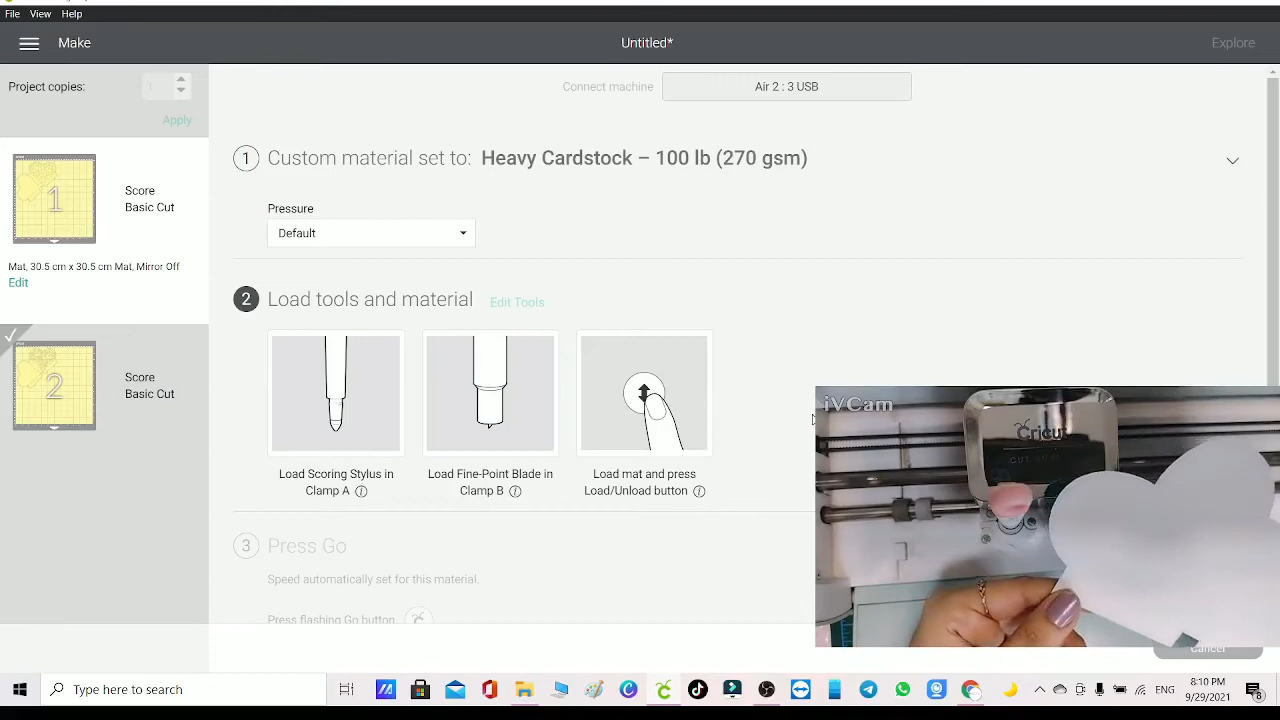 File View Help
Make
Untitled*
Explore
Project copies:
1
Apply
Connect machine
Air 2 : 3 USB
1
Score
Basic Cut
Mat, 30.5 cm x 30.5 cm Mat, Mirror Off
Edit
2
Score
Basic Cut
1 Custom material set to: Heavy Cardstock – 100 lb (270 gsm)
Pressure
Default
2 Load tools and material Edit Tools
Load Scoring Stylus in
Clamp A
Load Fine-Point Blade in
Clamp B
Load mat and press
Load/Unload button
3 Press Go
Speed automatically set for this material.
Press flashing Go button.
iVCam
Cricut
Cancel
Type here to search
ENG
8:10 PM
9/29/2021